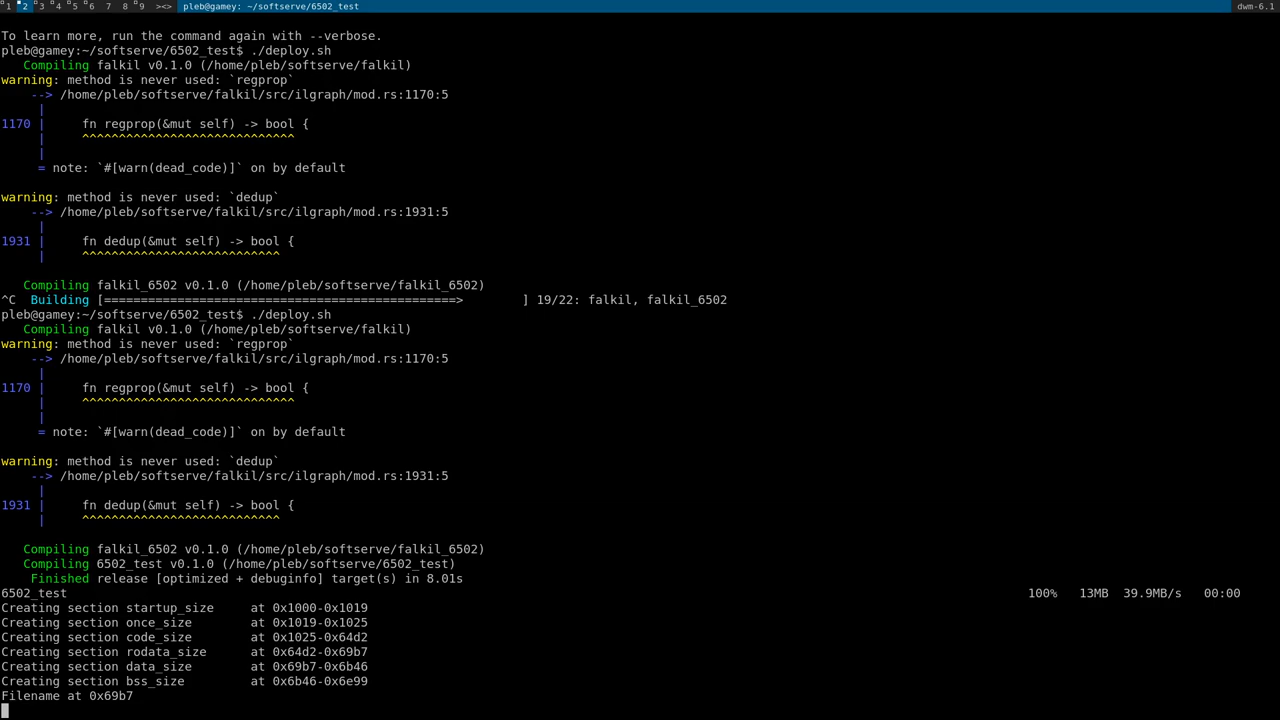 1 2 3 4 5 6 7 8 9 ><> pleb@gamey: ~/softserve/6502_test dwm-6.1
To learn more, run the command again with --verbose.
pleb@gamey:~/softserve/6502_test$ ./deploy.sh
   Compiling falkil v0.1.0 (/home/pleb/softserve/falkil)
warning: method is never used: `regprop`
    --> /home/pleb/softserve/falkil/src/ilgraph/mod.rs:1170:5
     |
1170 |     fn regprop(&mut self) -> bool {
     |     ^^^^^^^^^^^^^^^^^^^^^^^^^^^^^
     |
     = note: `#[warn(dead_code)]` on by default
warning: method is never used: `dedup`
    --> /home/pleb/softserve/falkil/src/ilgraph/mod.rs:1931:5
     |
1931 |     fn dedup(&mut self) -> bool {
     |     ^^^^^^^^^^^^^^^^^^^^^^^^^^^
   Compiling falkil_6502 v0.1.0 (/home/pleb/softserve/falkil_6502)
^C  Building [================================================>        ] 19/22: falkil, falkil_6502
pleb@gamey:~/softserve/6502_test$ ./deploy.sh
   Compiling falkil v0.1.0 (/home/pleb/softserve/falkil)
warning: method is never used: `regprop`
    --> /home/pleb/softserve/falkil/src/ilgraph/mod.rs:1170:5
     |
1170 |     fn regprop(&mut self) -> bool {
     |     ^^^^^^^^^^^^^^^^^^^^^^^^^^^^^
     |
     = note: `#[warn(dead_code)]` on by default
warning: method is never used: `dedup`
    --> /home/pleb/softserve/falkil/src/ilgraph/mod.rs:1931:5
     |
1931 |     fn dedup(&mut self) -> bool {
     |     ^^^^^^^^^^^^^^^^^^^^^^^^^^^
   Compiling falkil_6502 v0.1.0 (/home/pleb/softserve/falkil_6502)
   Compiling 6502_test v0.1.0 (/home/pleb/softserve/6502_test)
    Finished release [optimized + debuginfo] target(s) in 8.01s
6502_test 100% 13MB 39.9MB/s 00:00
Creating section startup_size     at 0x1000-0x1019
Creating section once_size        at 0x1019-0x1025
Creating section code_size        at 0x1025-0x64d2
Creating section rodata_size      at 0x64d2-0x69b7
Creating section data_size        at 0x69b7-0x6b46
Creating section bss_size         at 0x6b46-0x6e99
Filename at 0x69b7